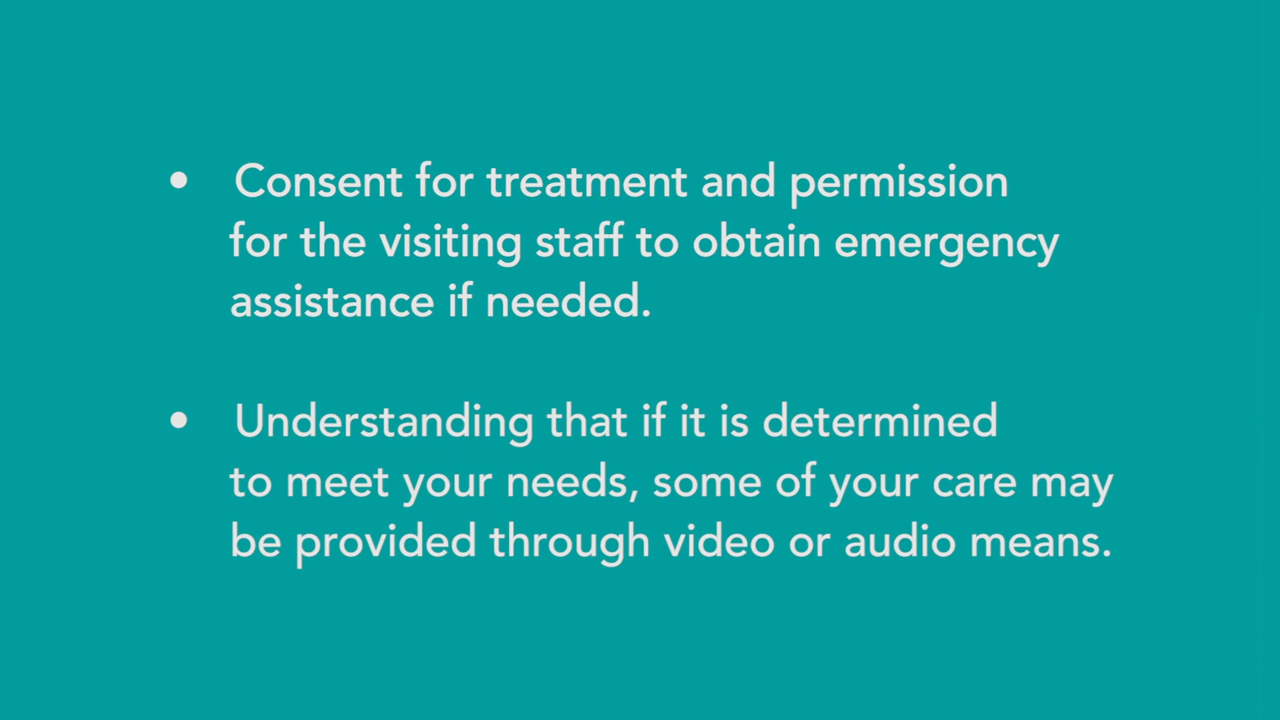 • Consent for treatment and permission
for the visiting staff to obtain emergency
assistance if needed.
• Understanding that if it is determined
to meet your needs, some of your care may
be provided through video or audio means.